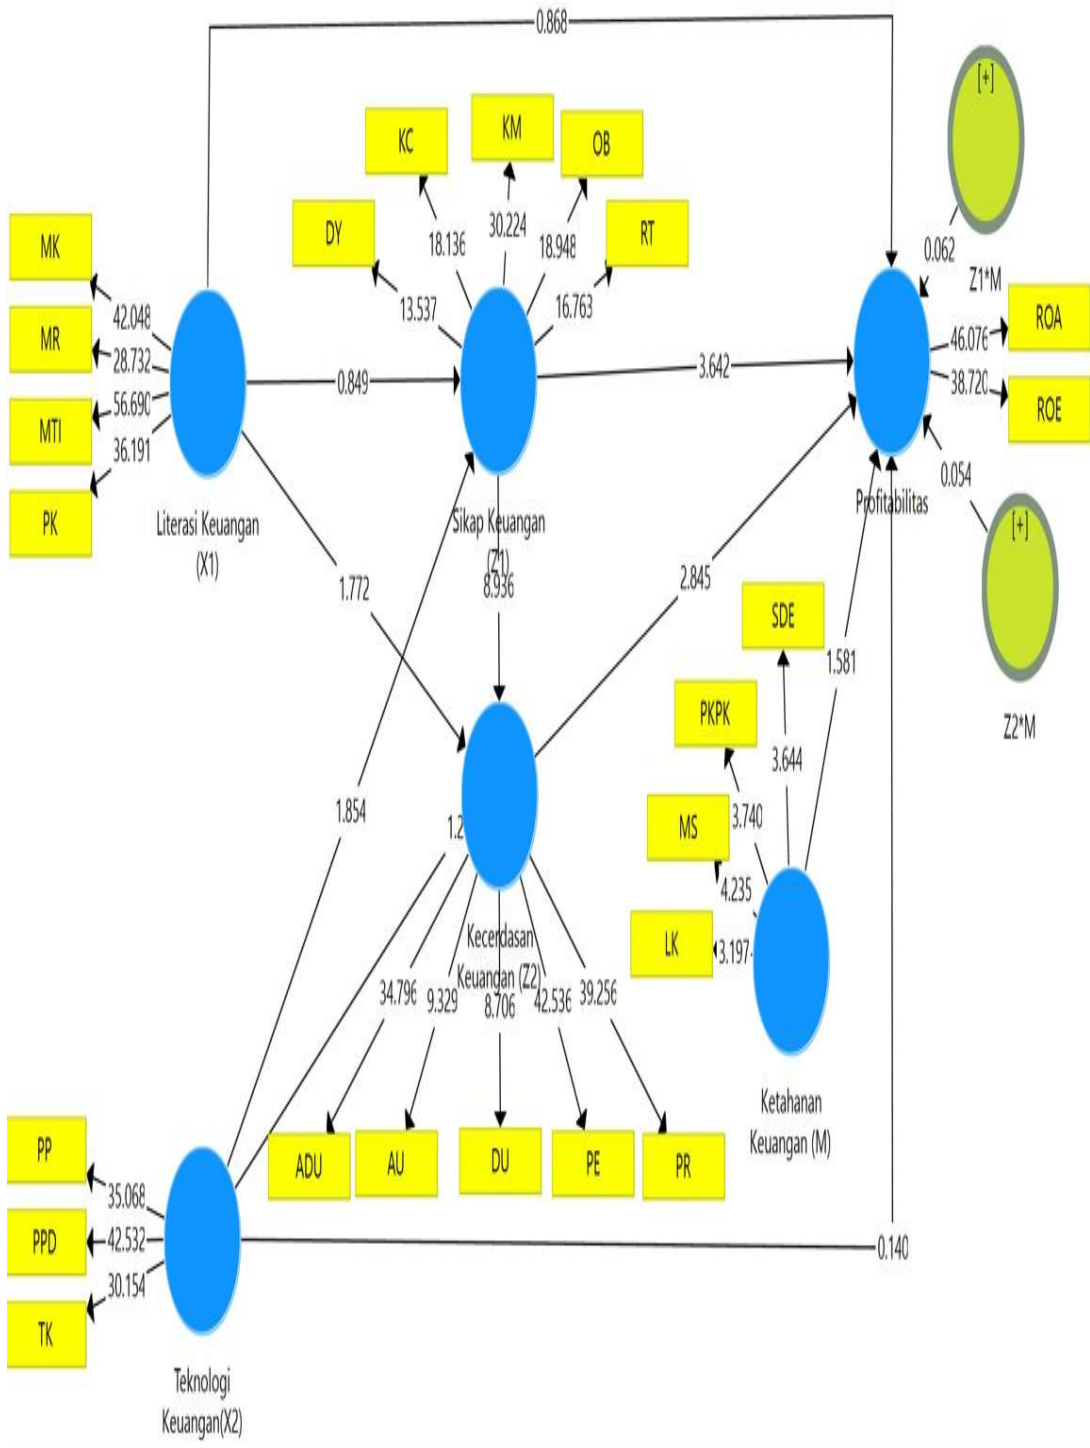 0.868
[+]
KC
KM
OB
DY
RT
MK
MR
MTI
PK
42.048
28.732
56.690
36.191
18.136
30.224
18.948
13.537
16.763
0.062
Z1*M
ROA
ROE
46.076
38.720
0.849
3.642
Literasi Keuangan
(X1)
Sikap Keuangan
(Z1)
8.936
Profitabilitas
0.054
[+]
Z2*M
1.772
2.845
SDE
1.581
PKPK
3.644
MS
3.740
4.235
LK
3.197
1.854
1.2
Kecerdasan
Keuangan (Z2)
34.796
9.329
8.706
42.536
39.256
Ketahanan
Keuangan (M)
ADU
AU
DU
PE
PR
PP
PPD
TK
35.068
42.532
30.154
0.140
Teknologi
Keuangan(X2)